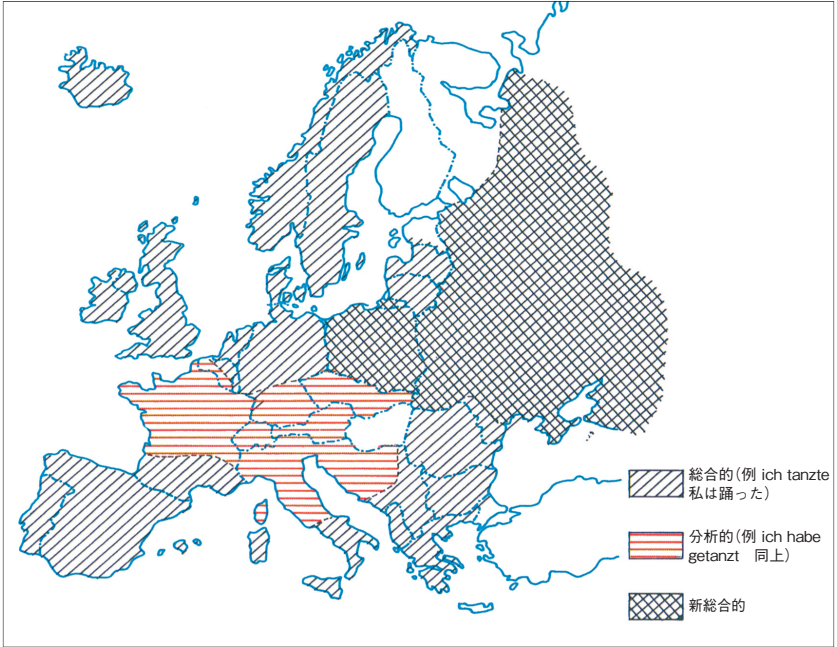 総合的(例 ich tanzte
私は踊った)
分析的(例 ich habe
getanzt　同上)
新総合的